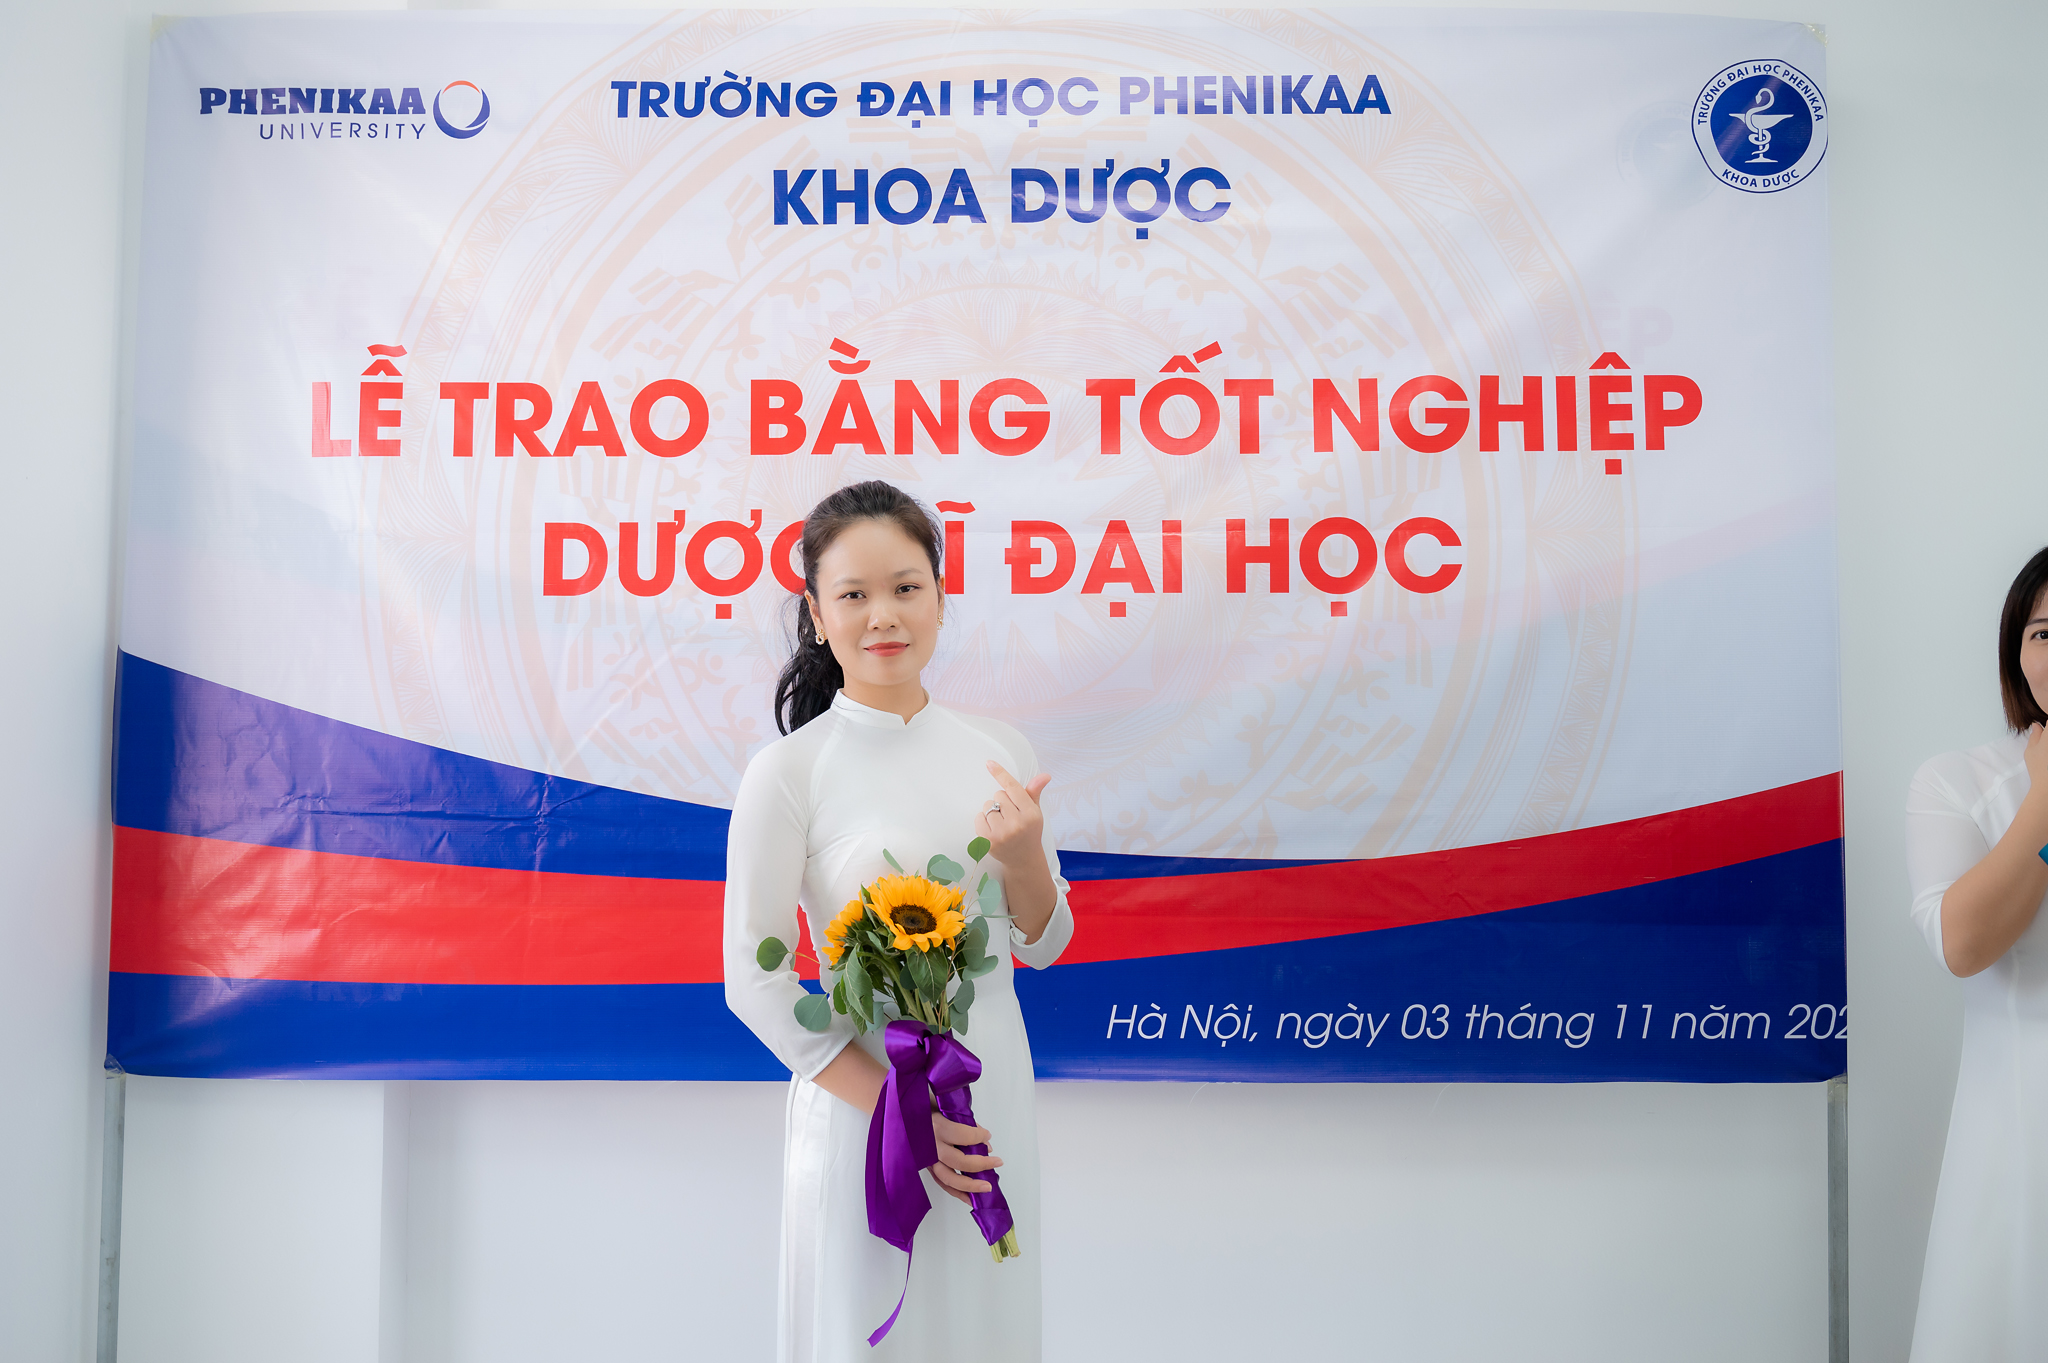 PHENIKAA
UNIVERSITY
TRƯỜNG ĐẠI HỌC PHENIKAA
KHOA DƯỢC
TRƯỜNG ĐẠI HỌC PHENIKAA
KHOA DƯỢC
LỄ TRAO BẰNG TỐT NGHIỆP
DƯỢC ĐẠI HỌC
Hà Nội, ngày 03 tháng 11 năm